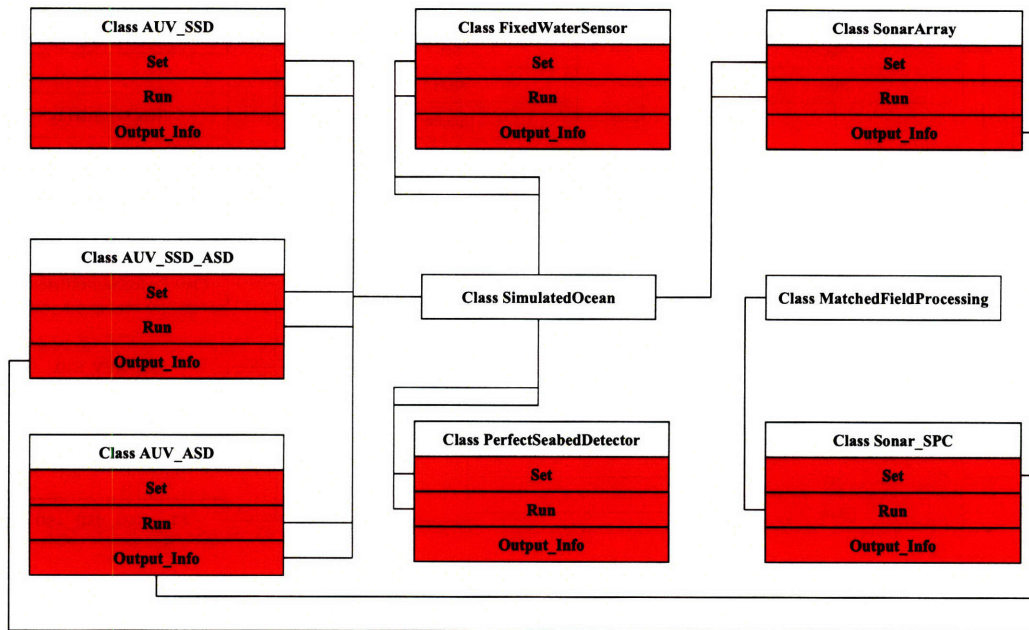 Class AUV_SSD
Set
Run
Output_Info
Class FixedWaterSensor
Set
Run
Output_Info
Class SonarArray
Set
Run
Output_Info
Class AUV_SSD_ASD
Set
Run
Output_Info
Class SimulatedOcean
Class MatchedFieldProcessing
Class AUV_ASD
Set
Run
Output_Info
Class PerfectSeabedDetector
Set
Run
Output_Info
Class Sonar_SPC
Set
Run
Output_Info